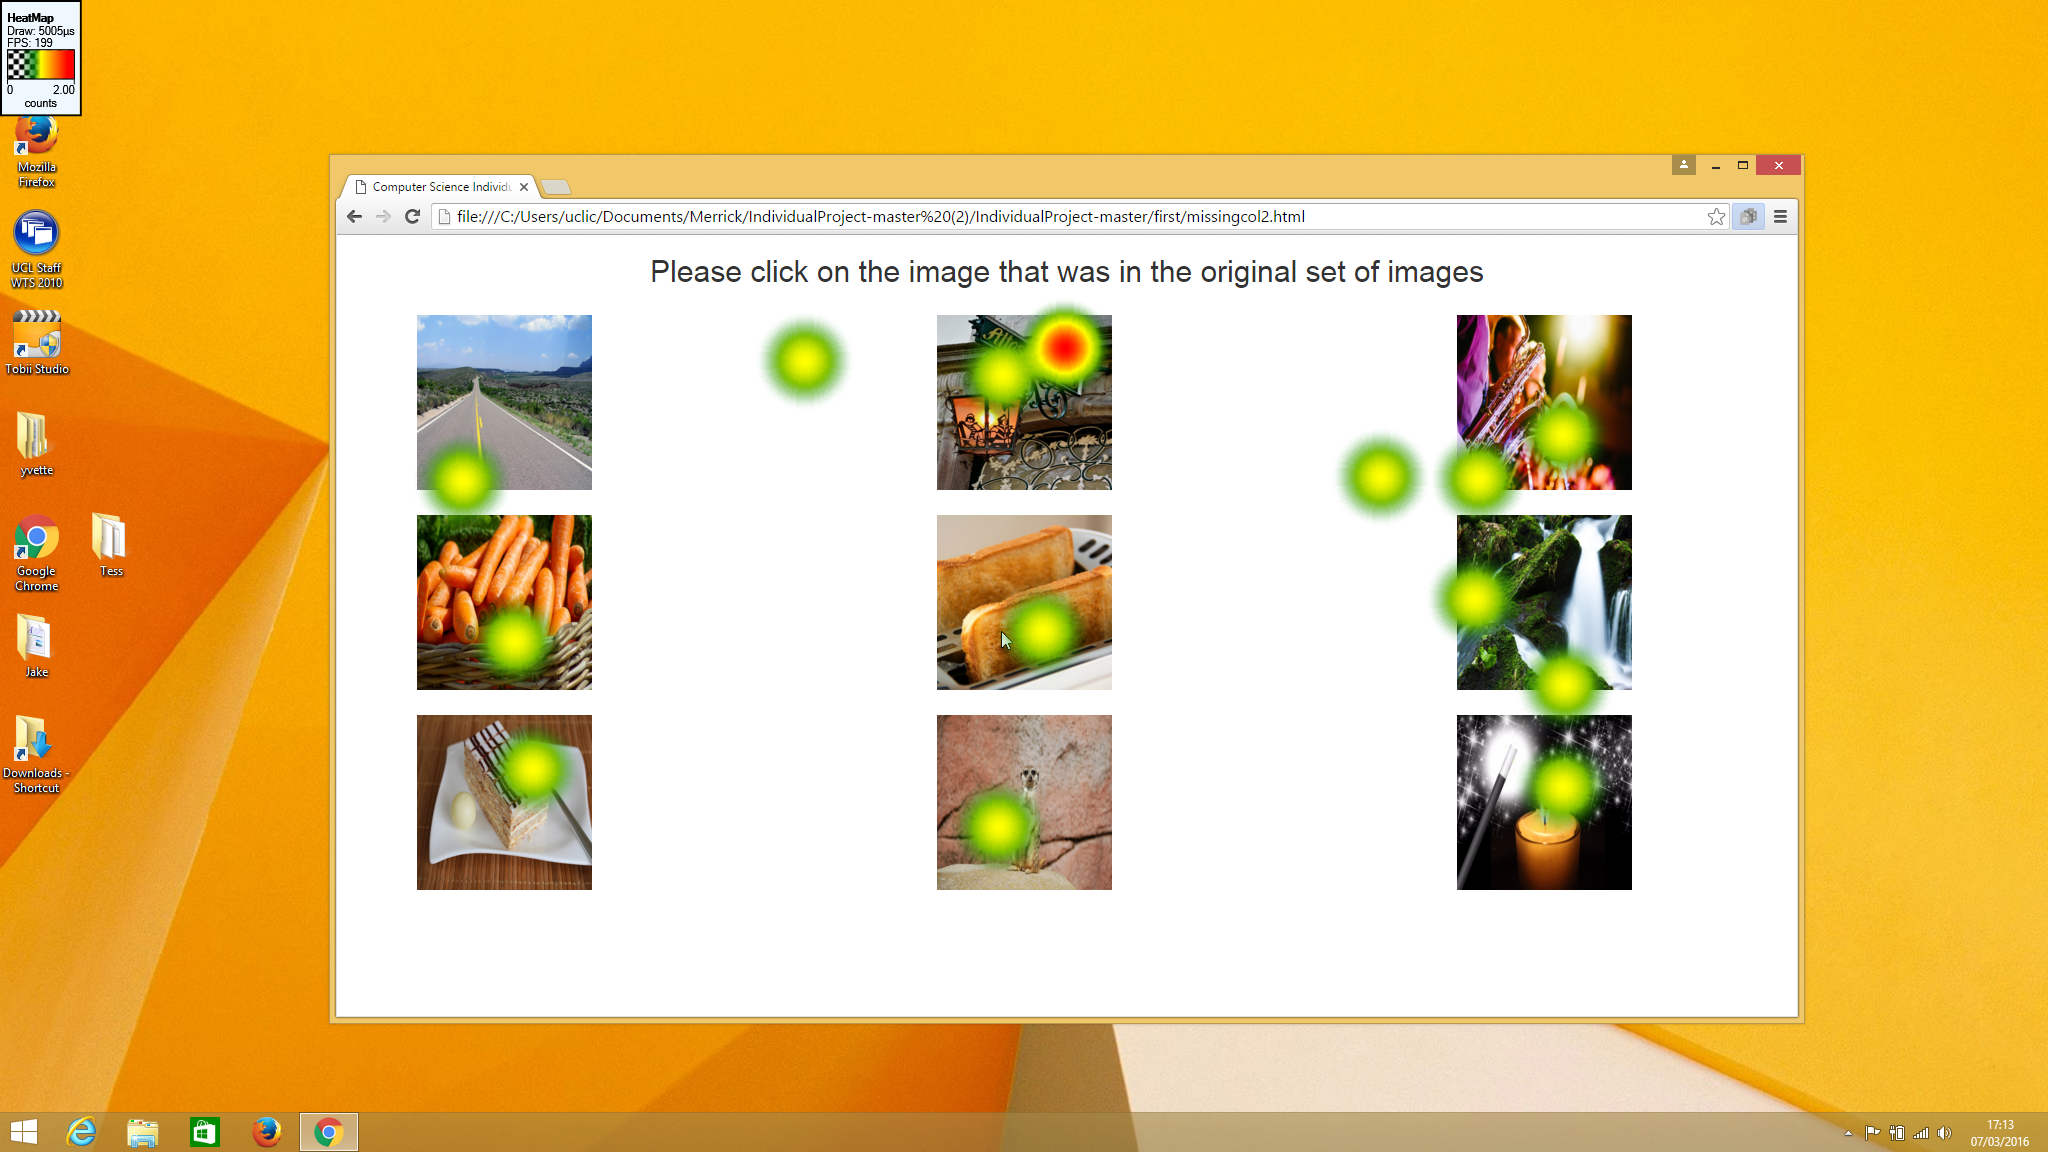 HeatMap
Draw: 5005µs
FPS: 199
0 2.00
counts
Mozilla
Firefox
UCL Staff
WTS 2010
Tobii Studio
yvette
Google
Chrome
Tess
Jake
Downloads -
Shortcut
Computer Science Individu
file:///C:/Users/uclic/Documents/Merrick/IndividualProject-master%20(2)/IndividualProject-master/first/missingcol2.html
Please click on the image that was in the original set of images
17:13
07/03/2016